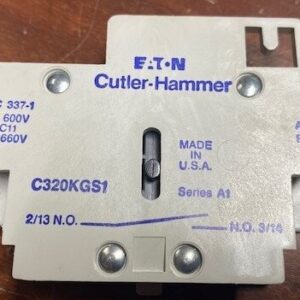 EATON
Cutler-Hammer
C 337-1
600V
C11
660V
MADE
IN
U.S.A.
C320KGS1
Series A1
2/13 N.O.
N.O. 3/14